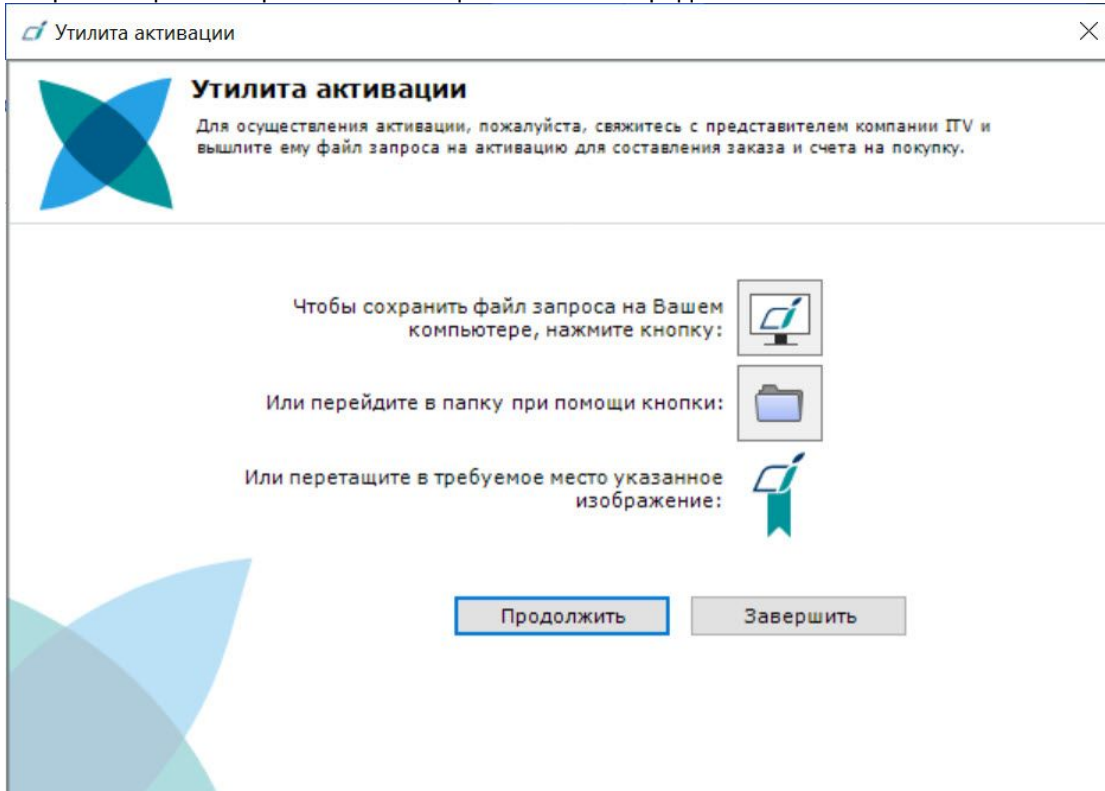 Утилита активации
Утилита активации
Для осуществления активации, пожалуйста, свяжитесь с представителем компании ITV и
вышлите ему файл запроса на активацию для составления заказа и счета на покупку.
Чтобы сохранить файл запроса на Вашем
компьютере, нажмите кнопку:
Или перейдите в папку при помощи кнопки:
Или перетащите в требуемое место указанное
изображение:
Продолжить
Завершить